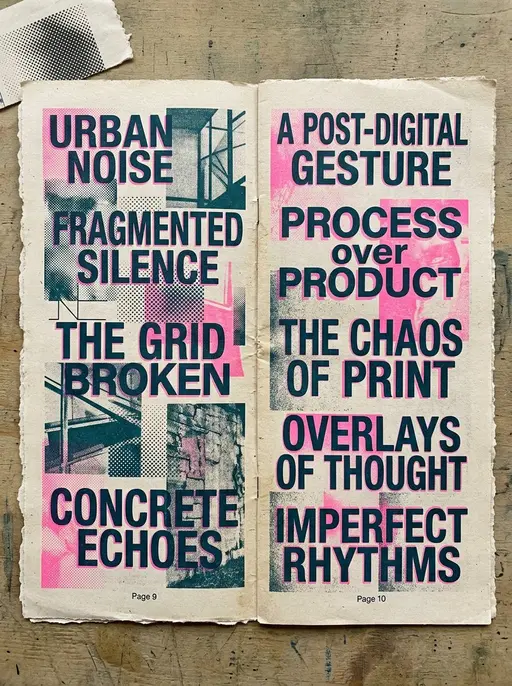 URBAN
NOISE
FRAGMENTED
SILENCE
THE GRID
BROKEN
CONCRETE
ECHOES
Page 9
A POST-DIGITAL
GESTURE
PROCESS
over
PRODUCT
THE CHAOS
OF PRINT
OVERLAYS
OF THOUGHT
IMPERFECT
RHYTHMS
Page 10